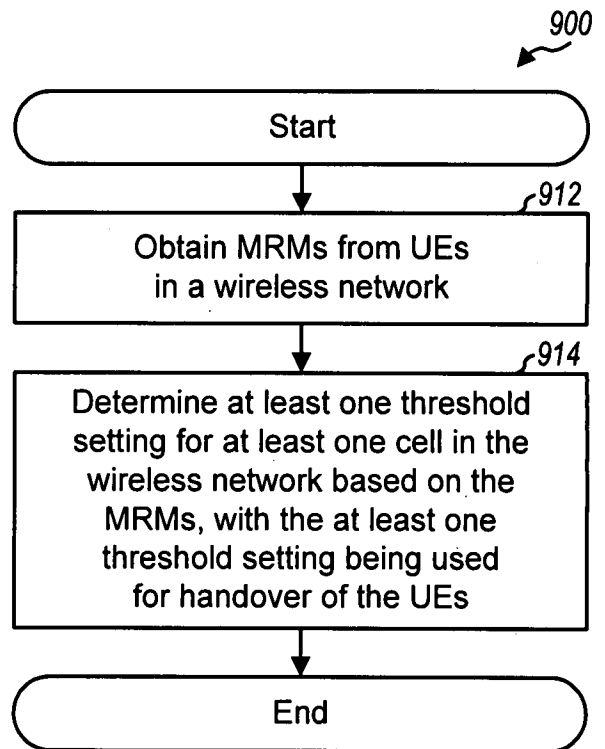 900
Start
912
Obtain MRMs from UEs
in a wireless network
914
Determine at least one threshold
setting for at least one cell in the
wireless network based on the
MRMs, with the at least one
threshold setting being used
for handover of the UEs
End